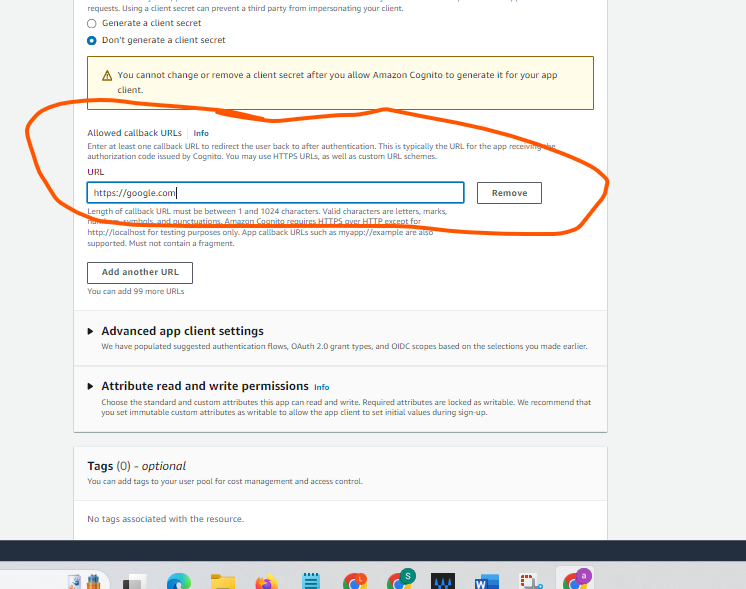 requests. Using a client secret can prevent a third party from impersonating your client.
Generate a client secret
Don't generate a client secret
You cannot change or remove a client secret after you allow Amazon Cognito to generate it for your app
client.
Allowed callback URLs Info
Enter at least one callback URL to redirect the user back to after authentication. This is typically the URL for the app receiving the
authorization code issued by Cognito. You may use HTTPS URLs, as well as custom URL schemes.
URL
https://google.com
Remove
Length of callback URL must be between 1 and 1024 characters. Valid characters are letters, marks,
numbers, symbols, and punctuations. Amazon Cognito requires HTTPS over HTTP except for
http://localhost for testing purposes only. App callback URLs such as myapp://example are also
supported. Must not contain a fragment.
Add another URL
You can add 99 more URLs
Advanced app client settings
We have populated suggested authentication flows, OAuth 2.0 grant types, and OIDC scopes based on the selections you made earlier.
Attribute read and write permissions Info
Choose the standard and custom attributes this app can read and write. Required attributes are locked as writable. We recommend that
you set immutable custom attributes as writable to allow the app client to set initial values during sign-up.
Tags (0) - optional
You can add tags to your user pool for cost management and access control.
No tags associated with the resource.
L
S
W
a